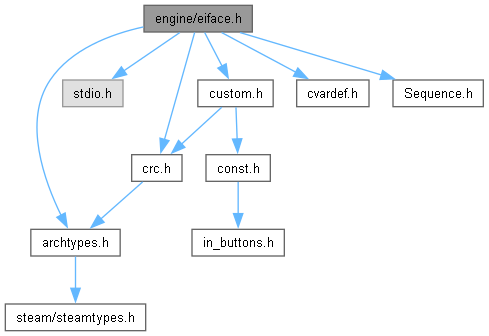 engine/eiface.h
stdio.h
custom.h
cvardef.h
Sequence.h
crc.h
const.h
archtypes.h
in_buttons.h
steam/steamtypes.h